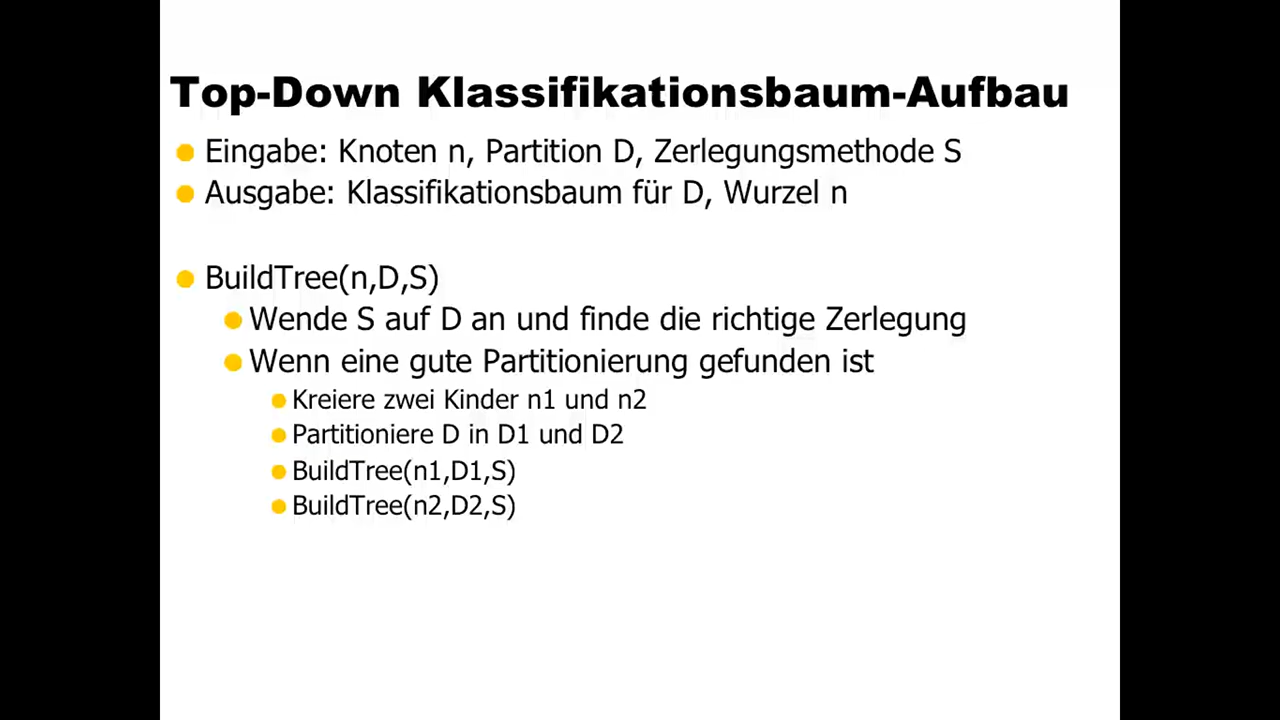 Top-Down Klassifikationsbaum-Aufbau
Eingabe: Knoten n, Partition D, Zerlegungsmethode S
Ausgabe: Klassifikationsbaum für D, Wurzel n
BuildTree(n,D,S)
Wende S auf D an und finde die richtige Zerlegung
Wenn eine gute Partitionierung gefunden ist
Kreiere zwei Kinder n1 und n2
Partitioniere D in D1 und D2
BuildTree(n1,D1,S)
BuildTree(n2,D2,S)